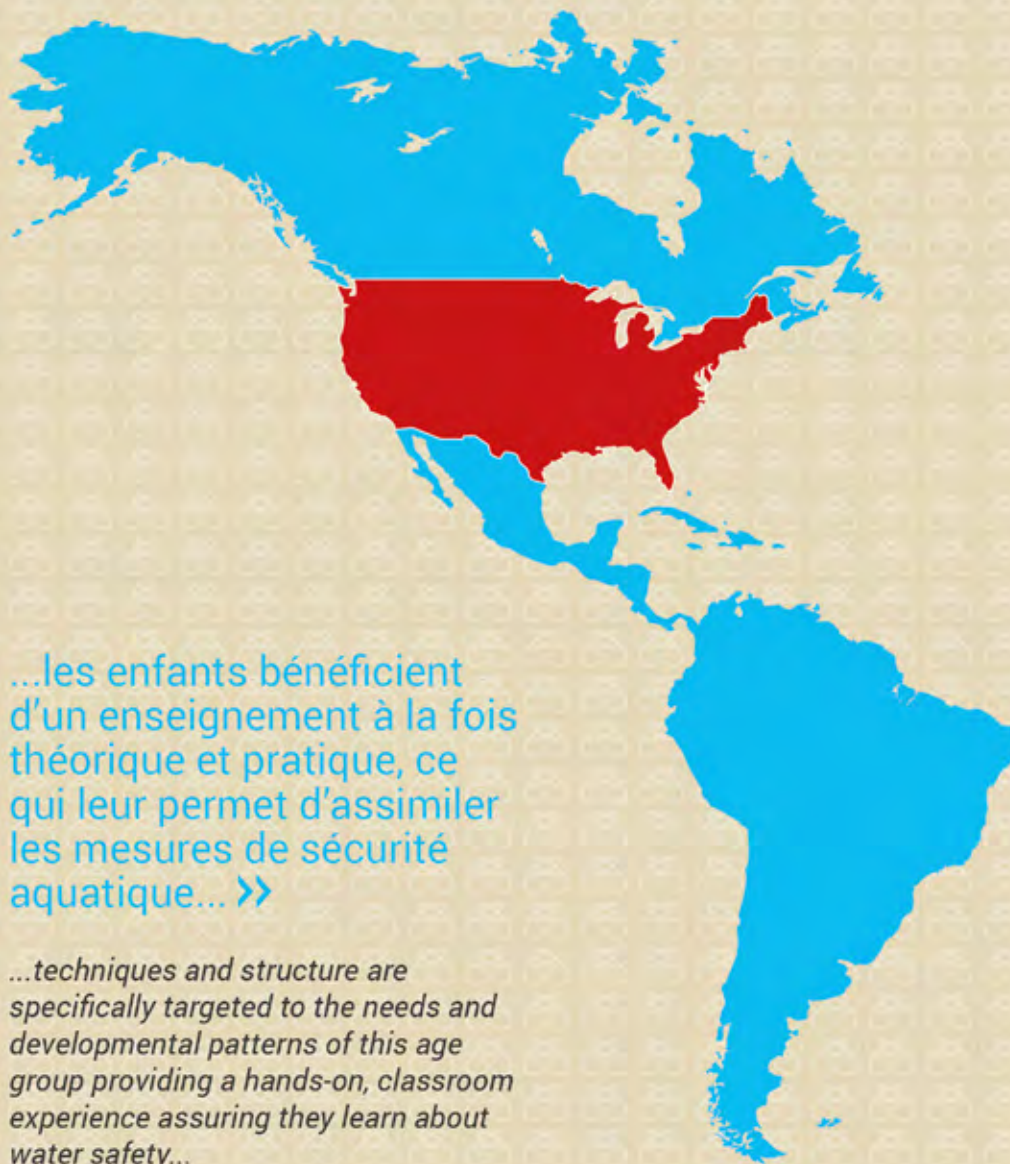 ...les enfants bénéficient
d'un enseignement à la fois
théorique et pratique, ce
qui leur permet d'assimiler
les mesures de sécurité
aquatique... »
...techniques and structure are
specifically targeted to the needs and
developmental patterns of this age
group providing a hands-on, classroom
experience assuring they learn about
water safety...